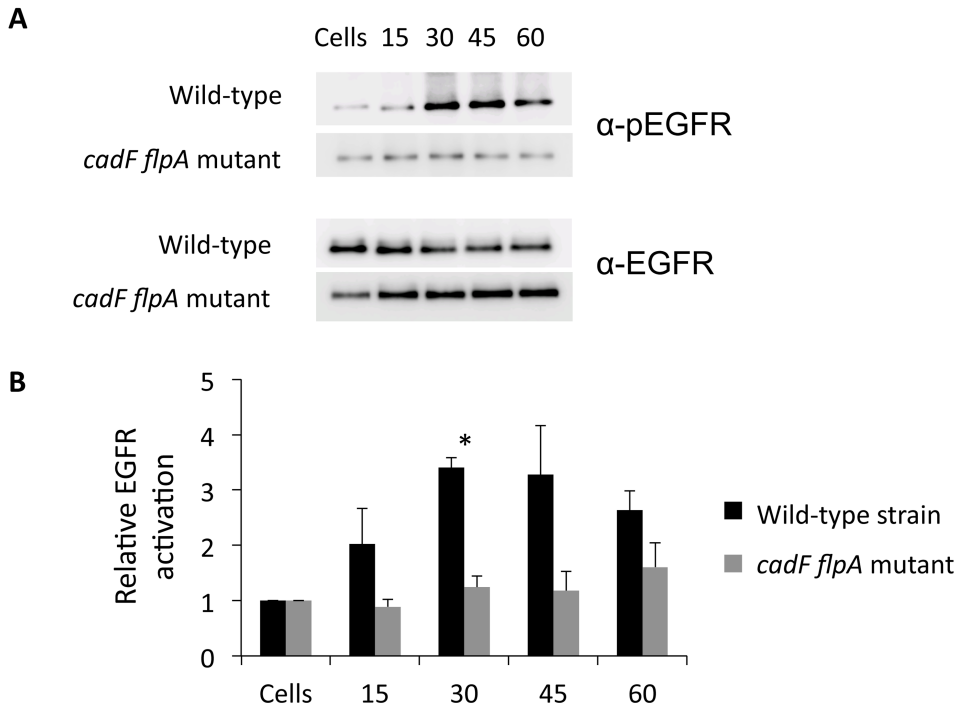 A
Cells 15 30 45 60
Wild-type
α-pEGFR
cadF flpA mutant
Wild-type
α-EGFR
cadF flpA mutant
B
Relative EGFR
activation
5
4
3
2
1
0
*
Cells 15 30 45 60
Wild-type strain
cadF flpA mutant